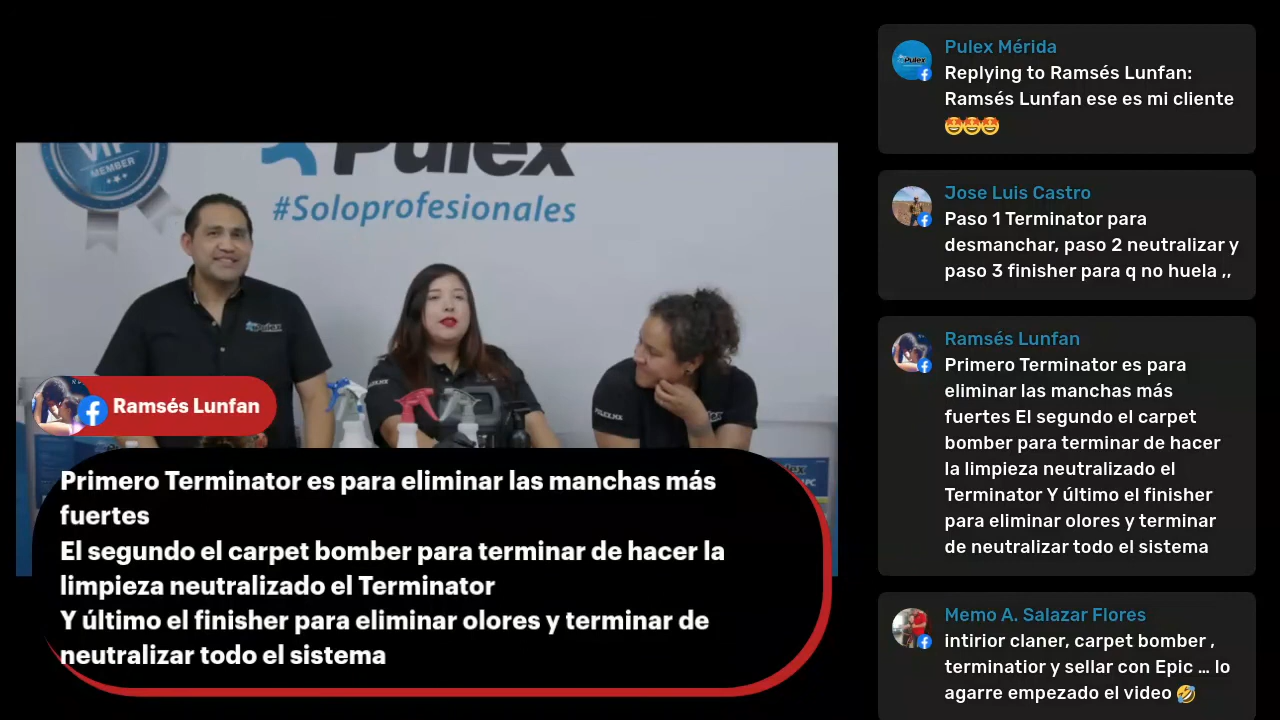 VIP
MEMBER
Pulex
#Soloprofesionales
Pulex
PULEX.MX
Ramsés Lunfan
Primero Terminator es para eliminar las manchas más
fuertes
El segundo el carpet bomber para terminar de hacer la
limpieza neutralizado el Terminator
Y último el finisher para eliminar olores y terminar de
neutralizar todo el sistema
Pulex Mérida
Replying to Ramsés Lunfan:
Ramsés Lunfan ese es mi cliente
🤩🤩🤩
Jose Luis Castro
Paso 1 Terminator para
desmanchar, paso 2 neutralizar y
paso 3 finisher para q no huela ,,
Ramsés Lunfan
Primero Terminator es para
eliminar las manchas más
fuertes El segundo el carpet
bomber para terminar de hacer
la limpieza neutralizado el
Terminator Y último el finisher
para eliminar olores y terminar
de neutralizar todo el sistema
Memo A. Salazar Flores
intirior claner, carpet bomber ,
terminatior y sellar con Epic ... lo
agarre empezado el video 🤣